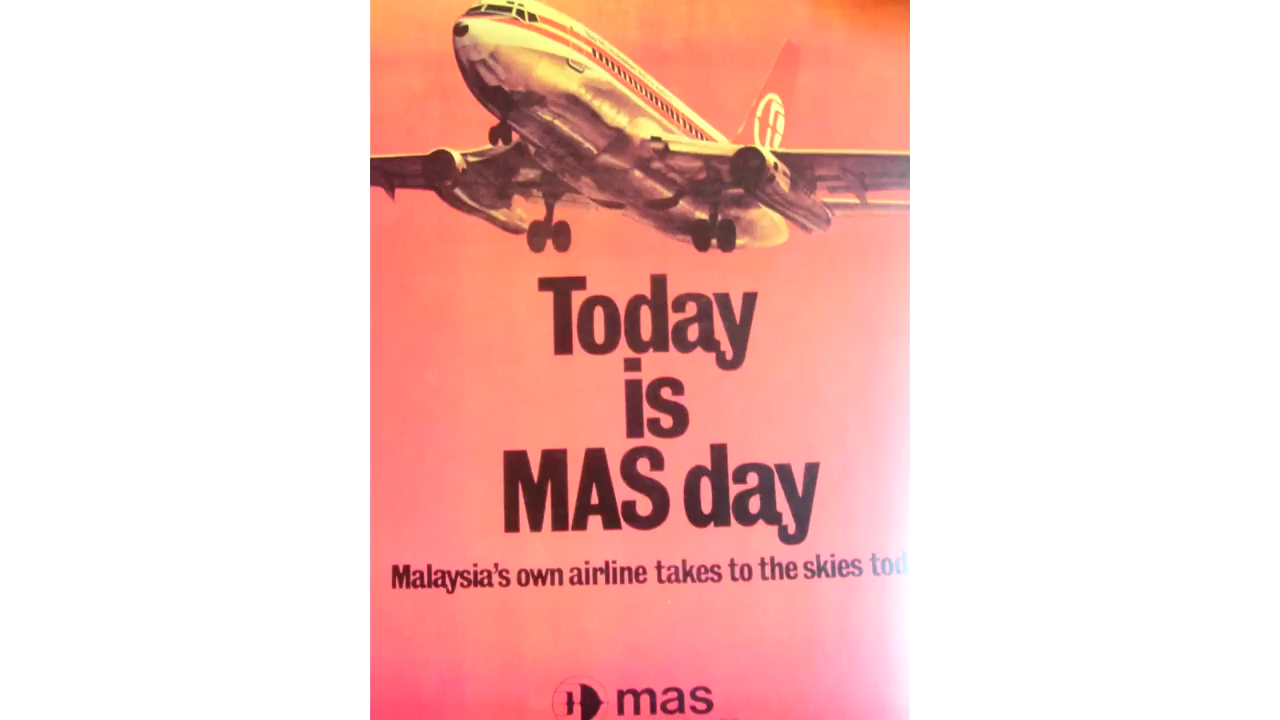 Today
is
MAS day
Malaysia's own airline takes to the skies tod
mas